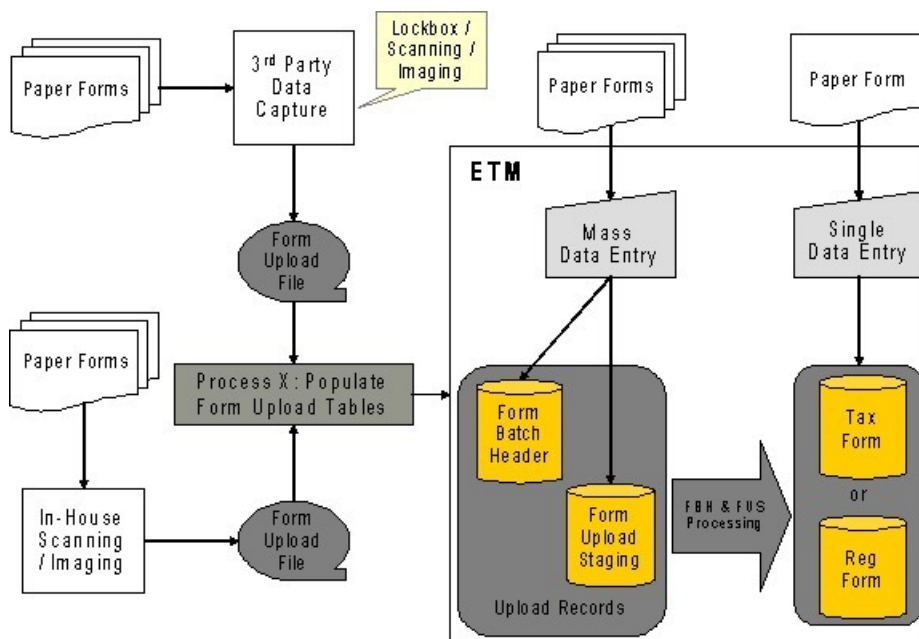 Paper Forms
3rd Party
Data
Capture
Lockbox /
Scanning /
Imaging
Paper Forms
Paper Form
ETM
Mass
Data Entry
Single
Data Entry
Form
Upload
File
Paper Forms
Process X: Populate
Form Upload Tables
Form
Batch
Header
Tax
Form
or
In-House
Scanning
/ Imaging
Form
Upload
File
Form
Upload
Staging
FBH & FUS
Processing
Reg
Form
Upload Records